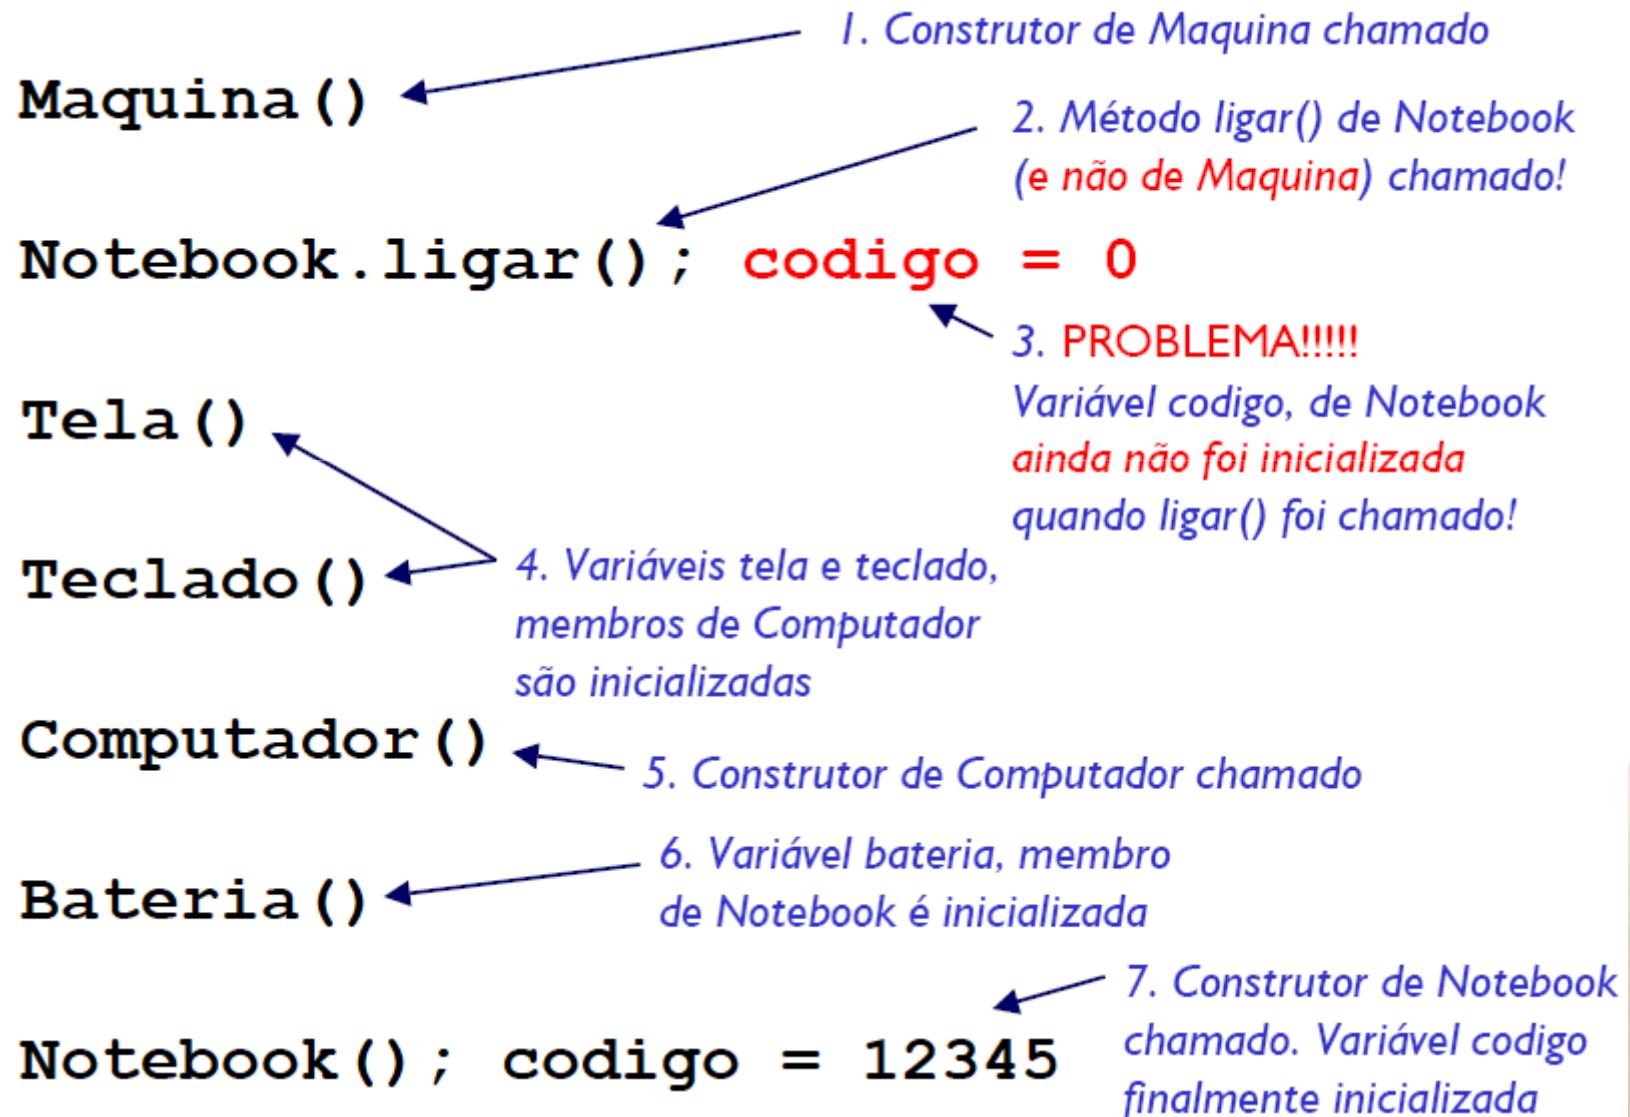 1. Construtor de Maquina chamado
Maquina()
2. Método ligar() de Notebook
(e não de Maquina) chamado!
Notebook.ligar(); codigo = 0
3. PROBLEMA!!!!!
Variável codigo, de Notebook
ainda não foi inicializada
quando ligar() foi chamado!
Tela()
Teclado()
4. Variáveis tela e teclado,
membros de Computador
são inicializadas
Computador()
5. Construtor de Computador chamado
6. Variável bateria, membro
de Notebook é inicializada
Bateria()
7. Construtor de Notebook
chamado. Variável codigo
finalmente inicializada
Notebook(); codigo = 12345